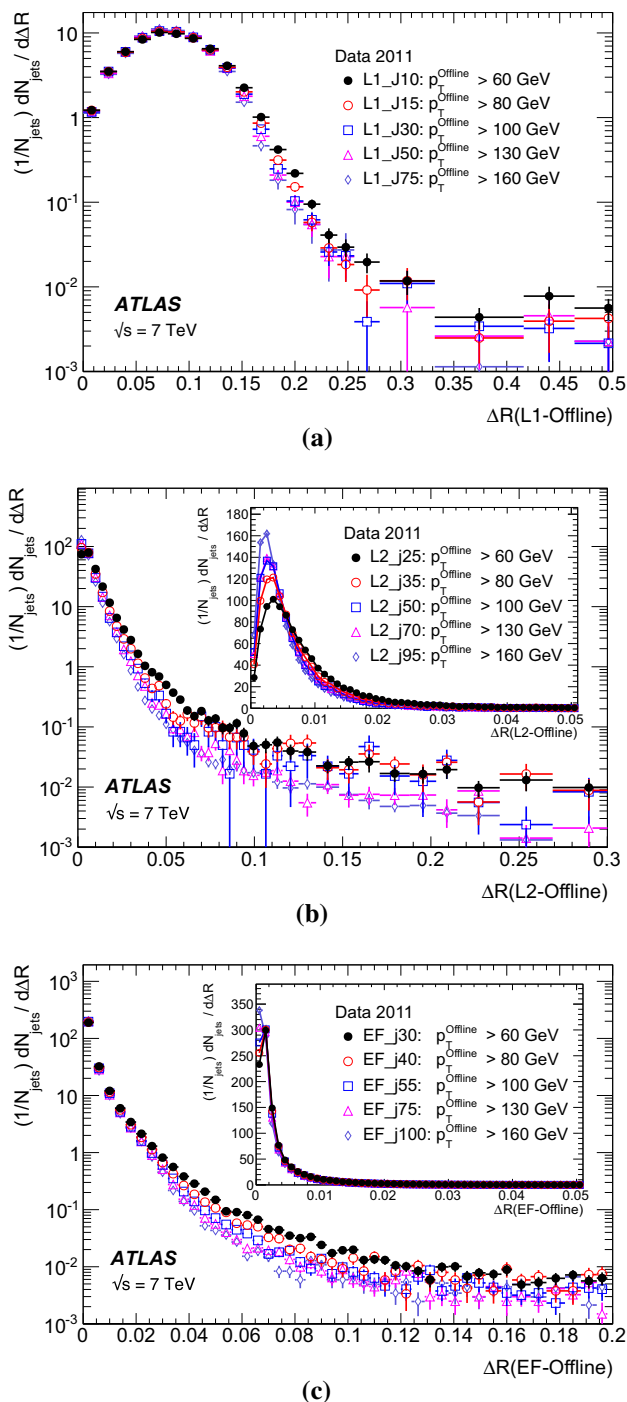 (1/N_jets) dN_jets / dΔR
10
1
10^-1
10^-2
10^-3
Data 2011
L1_J10: p_T^Offline > 60 GeV
L1_J15: p_T^Offline > 80 GeV
L1_J30: p_T^Offline > 100 GeV
L1_J50: p_T^Offline > 130 GeV
L1_J75: p_T^Offline > 160 GeV
ATLAS
√s = 7 TeV
0 0.05 0.1 0.15 0.2 0.25 0.3 0.35 0.4 0.45 0.5
ΔR(L1-Offline)
(a)
(1/N_jets) dN_jets / dΔR
10^2
10
1
10^-1
10^-2
10^-3
(1/N_jets) dN_jets / dΔR
180
160
140
120
100
80
60
40
20
0
Data 2011
L2_j25: p_T^Offline > 60 GeV
L2_j35: p_T^Offline > 80 GeV
L2_j50: p_T^Offline > 100 GeV
L2_j70: p_T^Offline > 130 GeV
L2_j95: p_T^Offline > 160 GeV
0 0.01 0.02 0.03 0.04 0.05
ΔR(L2-Offline)
ATLAS
√s = 7 TeV
0 0.05 0.1 0.15 0.2 0.25 0.3
ΔR(L2-Offline)
(b)
(1/N_jets) dN_jets / dΔR
10^3
10^2
10
1
10^-1
10^-2
10^-3
(1/N_jets) dN_jets / dΔR
350
300
250
200
150
100
50
0
Data 2011
EF_j30: p_T^Offline > 60 GeV
EF_j40: p_T^Offline > 80 GeV
EF_j55: p_T^Offline > 100 GeV
EF_j75: p_T^Offline > 130 GeV
EF_j100: p_T^Offline > 160 GeV
0 0.01 0.02 0.03 0.04 0.05
ΔR(EF-Offline)
ATLAS
√s = 7 TeV
0 0.02 0.04 0.06 0.08 0.1 0.12 0.14 0.16 0.18 0.2
ΔR(EF-Offline)
(c)